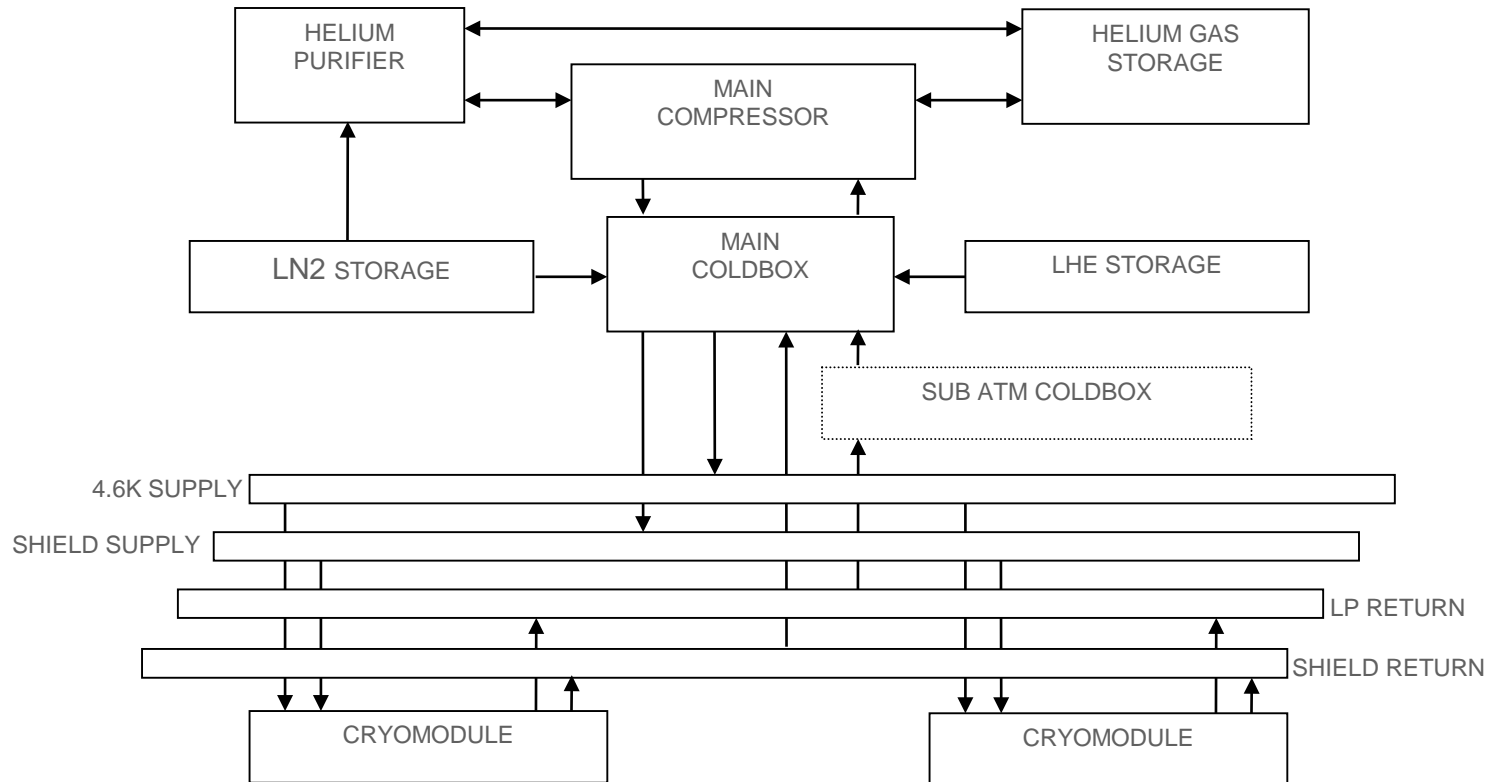 HELIUM
PURIFIER
HELIUM GAS
STORAGE
MAIN
COMPRESSOR
LN2 STORAGE
MAIN
COLDBOX
LHE STORAGE
SUB ATM COLDBOX
4.6K SUPPLY
SHIELD SUPPLY
LP RETURN
SHIELD RETURN
CRYOMODULE
CRYOMODULE